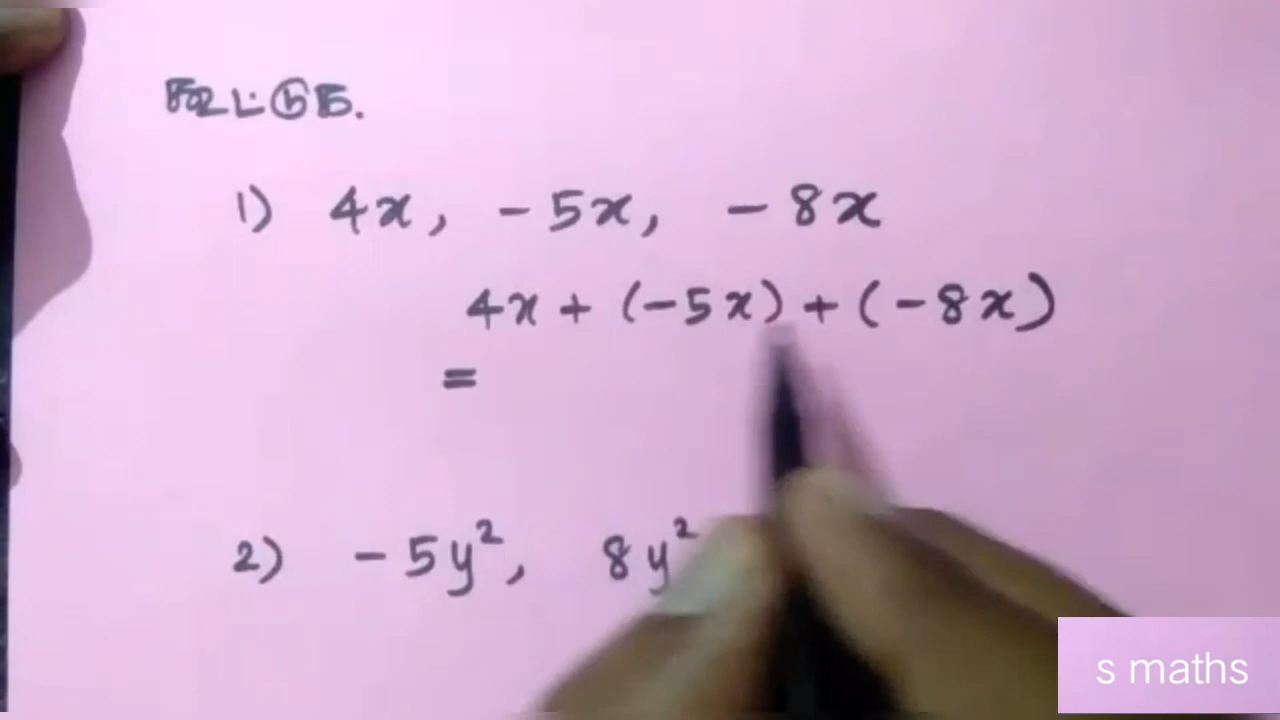 கூட்டுக.
1) 4x, -5x, -8x
4x + (-5x) + (-8x)
=
2) -5y², 8y²
s maths